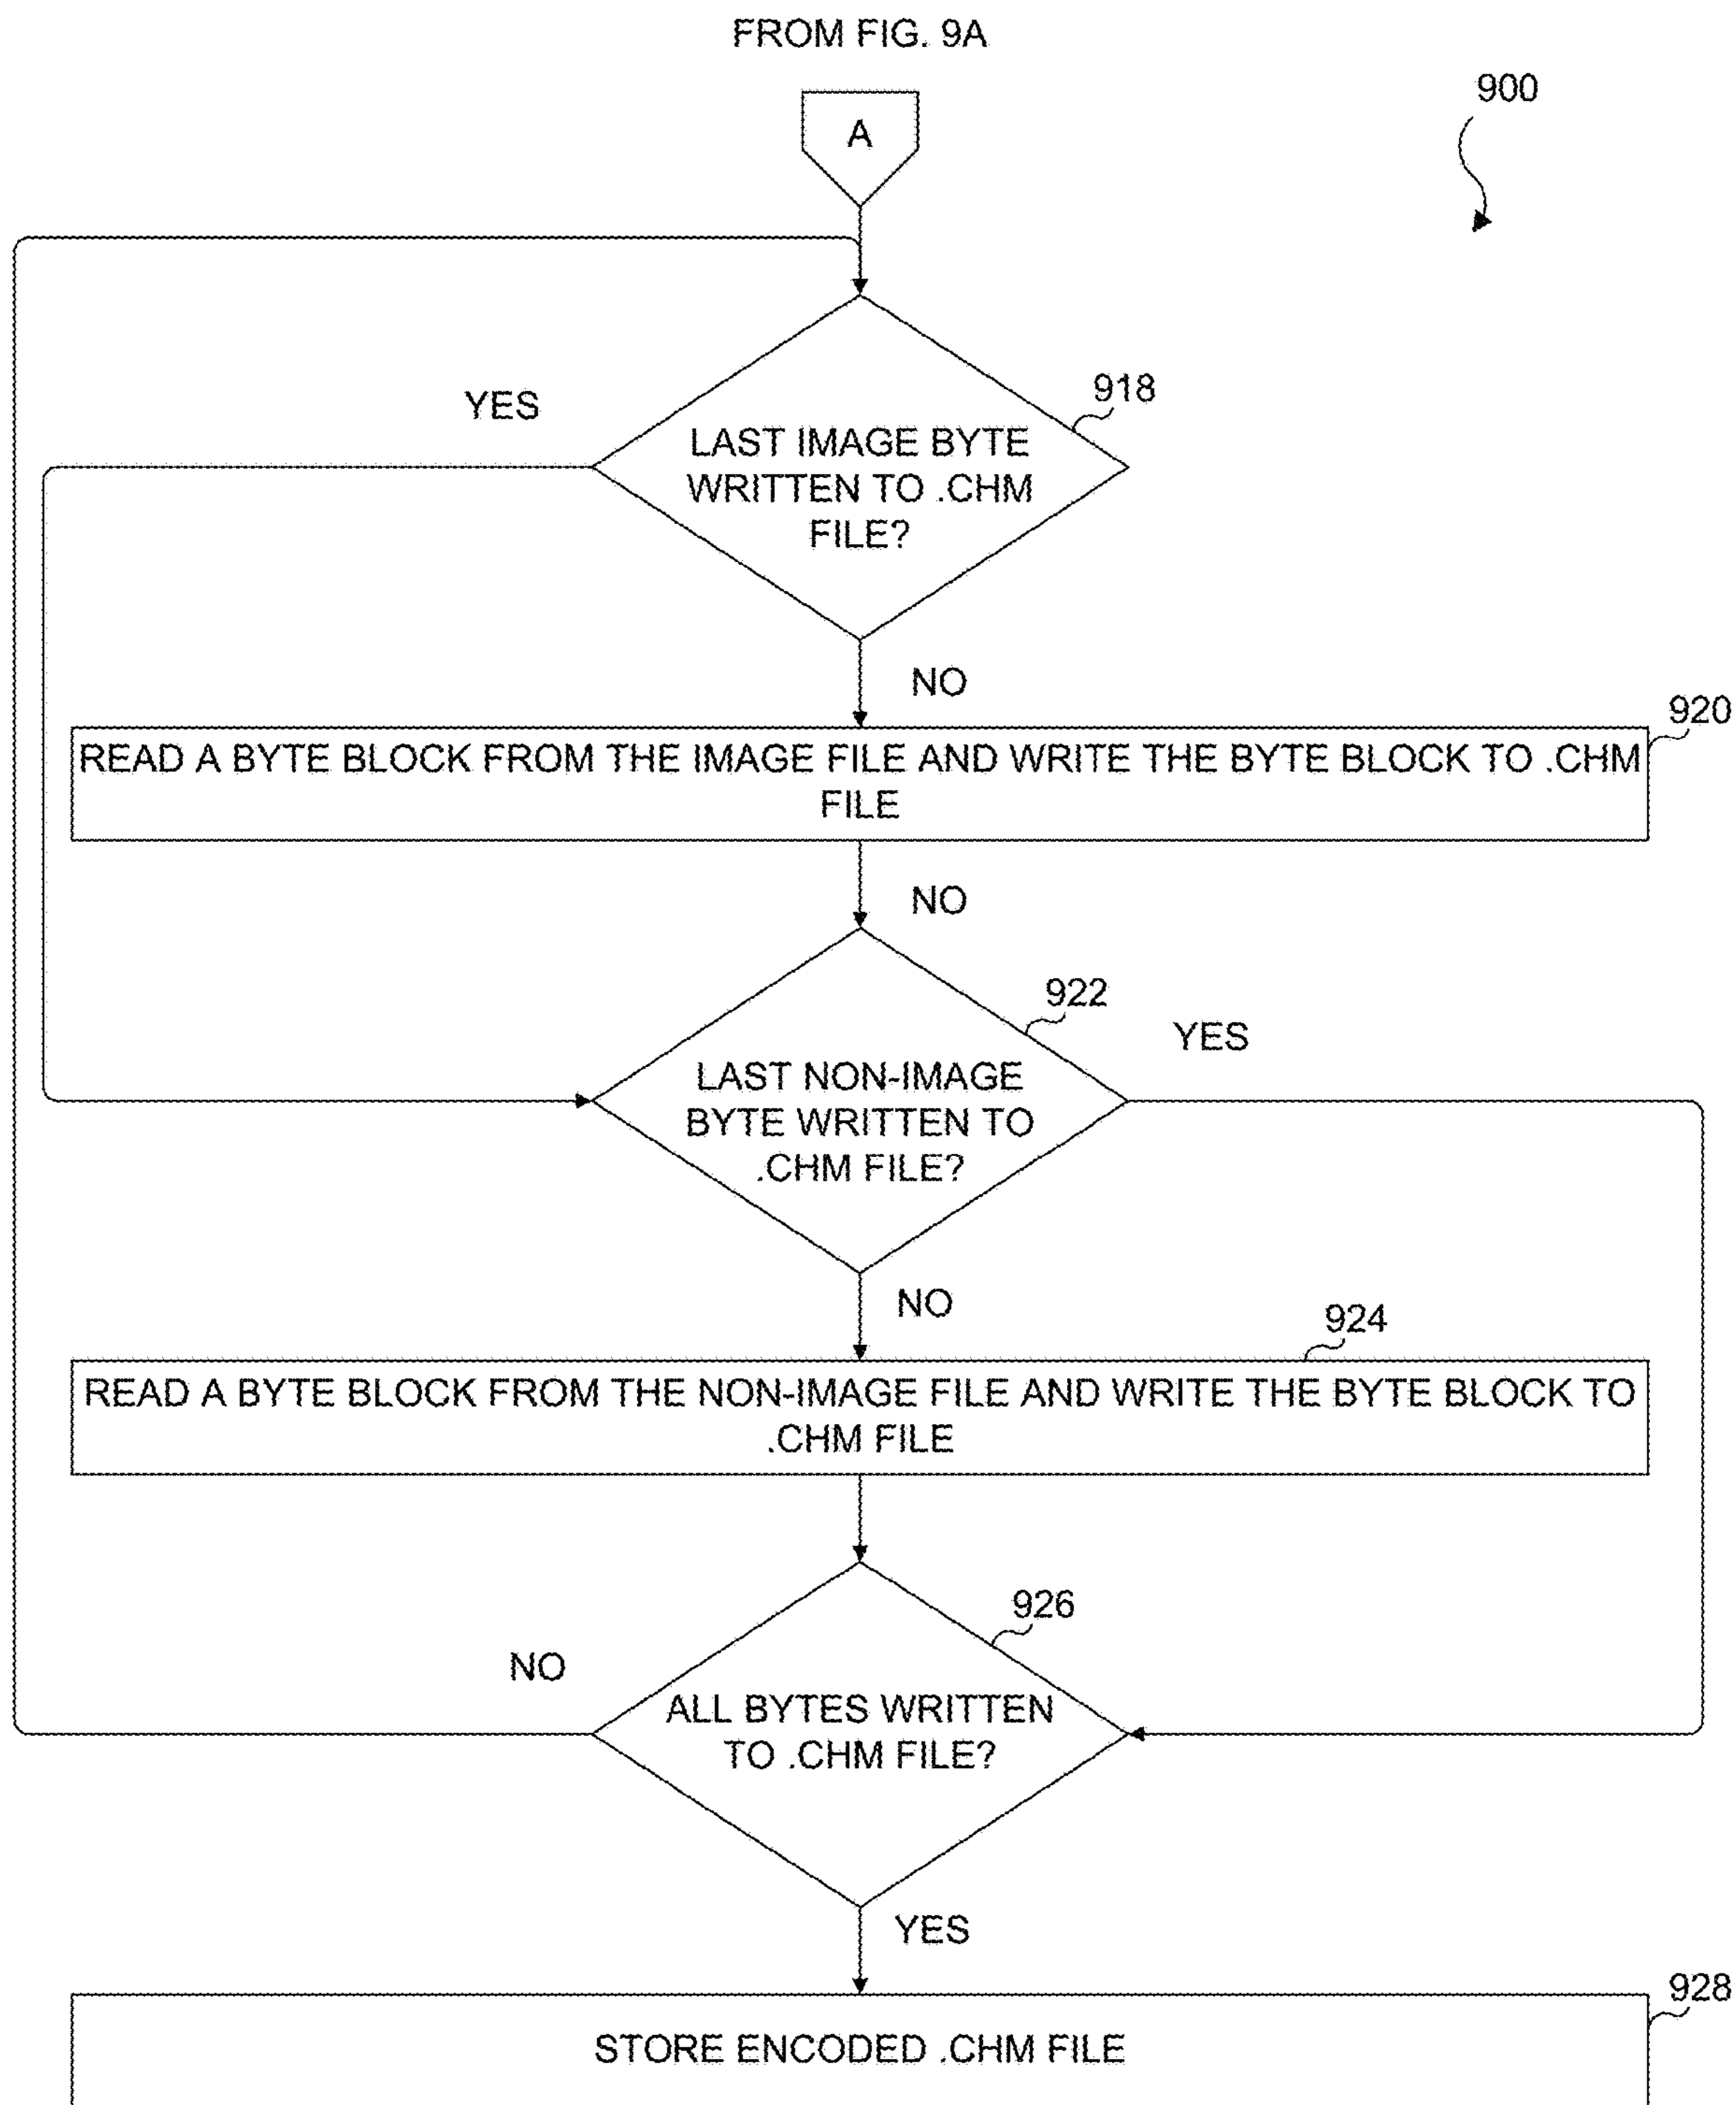 FROM FIG. 9A
900
A
918
YES
LAST IMAGE BYTE
WRITTEN TO .CHM
FILE?
NO
920
READ A BYTE BLOCK FROM THE IMAGE FILE AND WRITE THE BYTE BLOCK TO .CHM
FILE
NO
922
YES
LAST NON-IMAGE
BYTE WRITTEN TO
.CHM FILE?
NO
924
READ A BYTE BLOCK FROM THE NON-IMAGE FILE AND WRITE THE BYTE BLOCK TO
.CHM FILE
926
NO
ALL BYTES WRITTEN
TO .CHM FILE?
YES
928
STORE ENCODED .CHM FILE